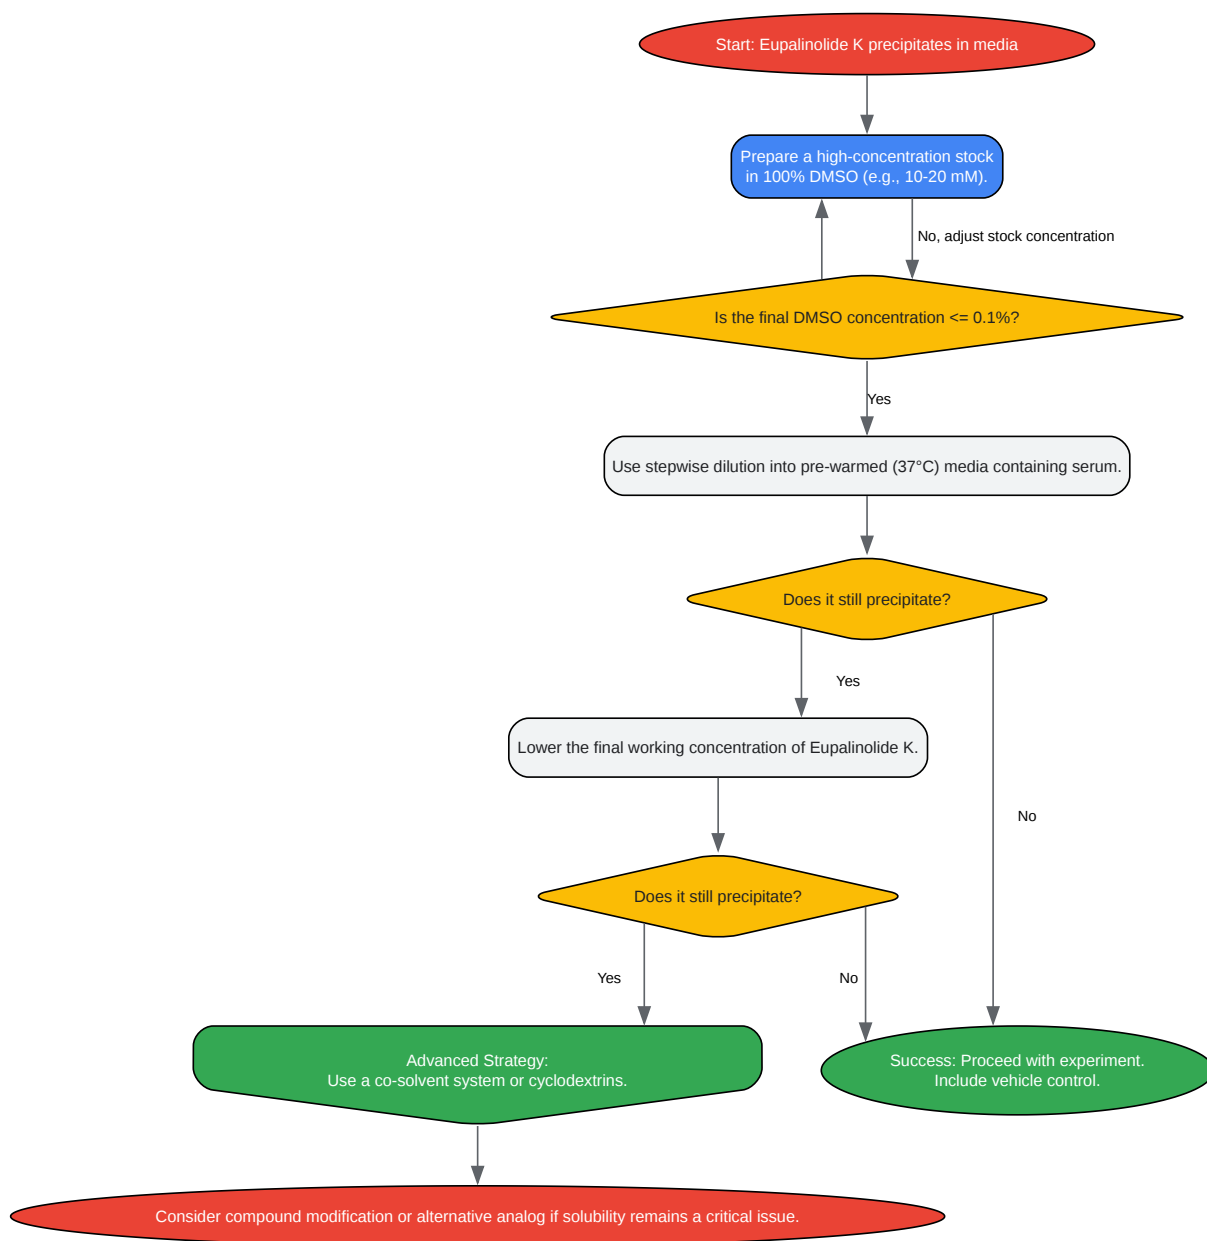 Start: Eupalinolide K precipitates in media
Prepare a high-concentration stock
in 100% DMSO (e.g., 10-20 mM).
No, adjust stock concentration
Is the final DMSO concentration <= 0.1%?
Yes
Use stepwise dilution into pre-warmed (37°C) media containing serum.
Does it still precipitate?
Yes
Lower the final working concentration of Eupalinolide K.
No
Does it still precipitate?
Yes
No
Advanced Strategy:
Use a co-solvent system or cyclodextrins.
Success: Proceed with experiment.
Include vehicle control.
Consider compound modification or alternative analog if solubility remains a critical issue.